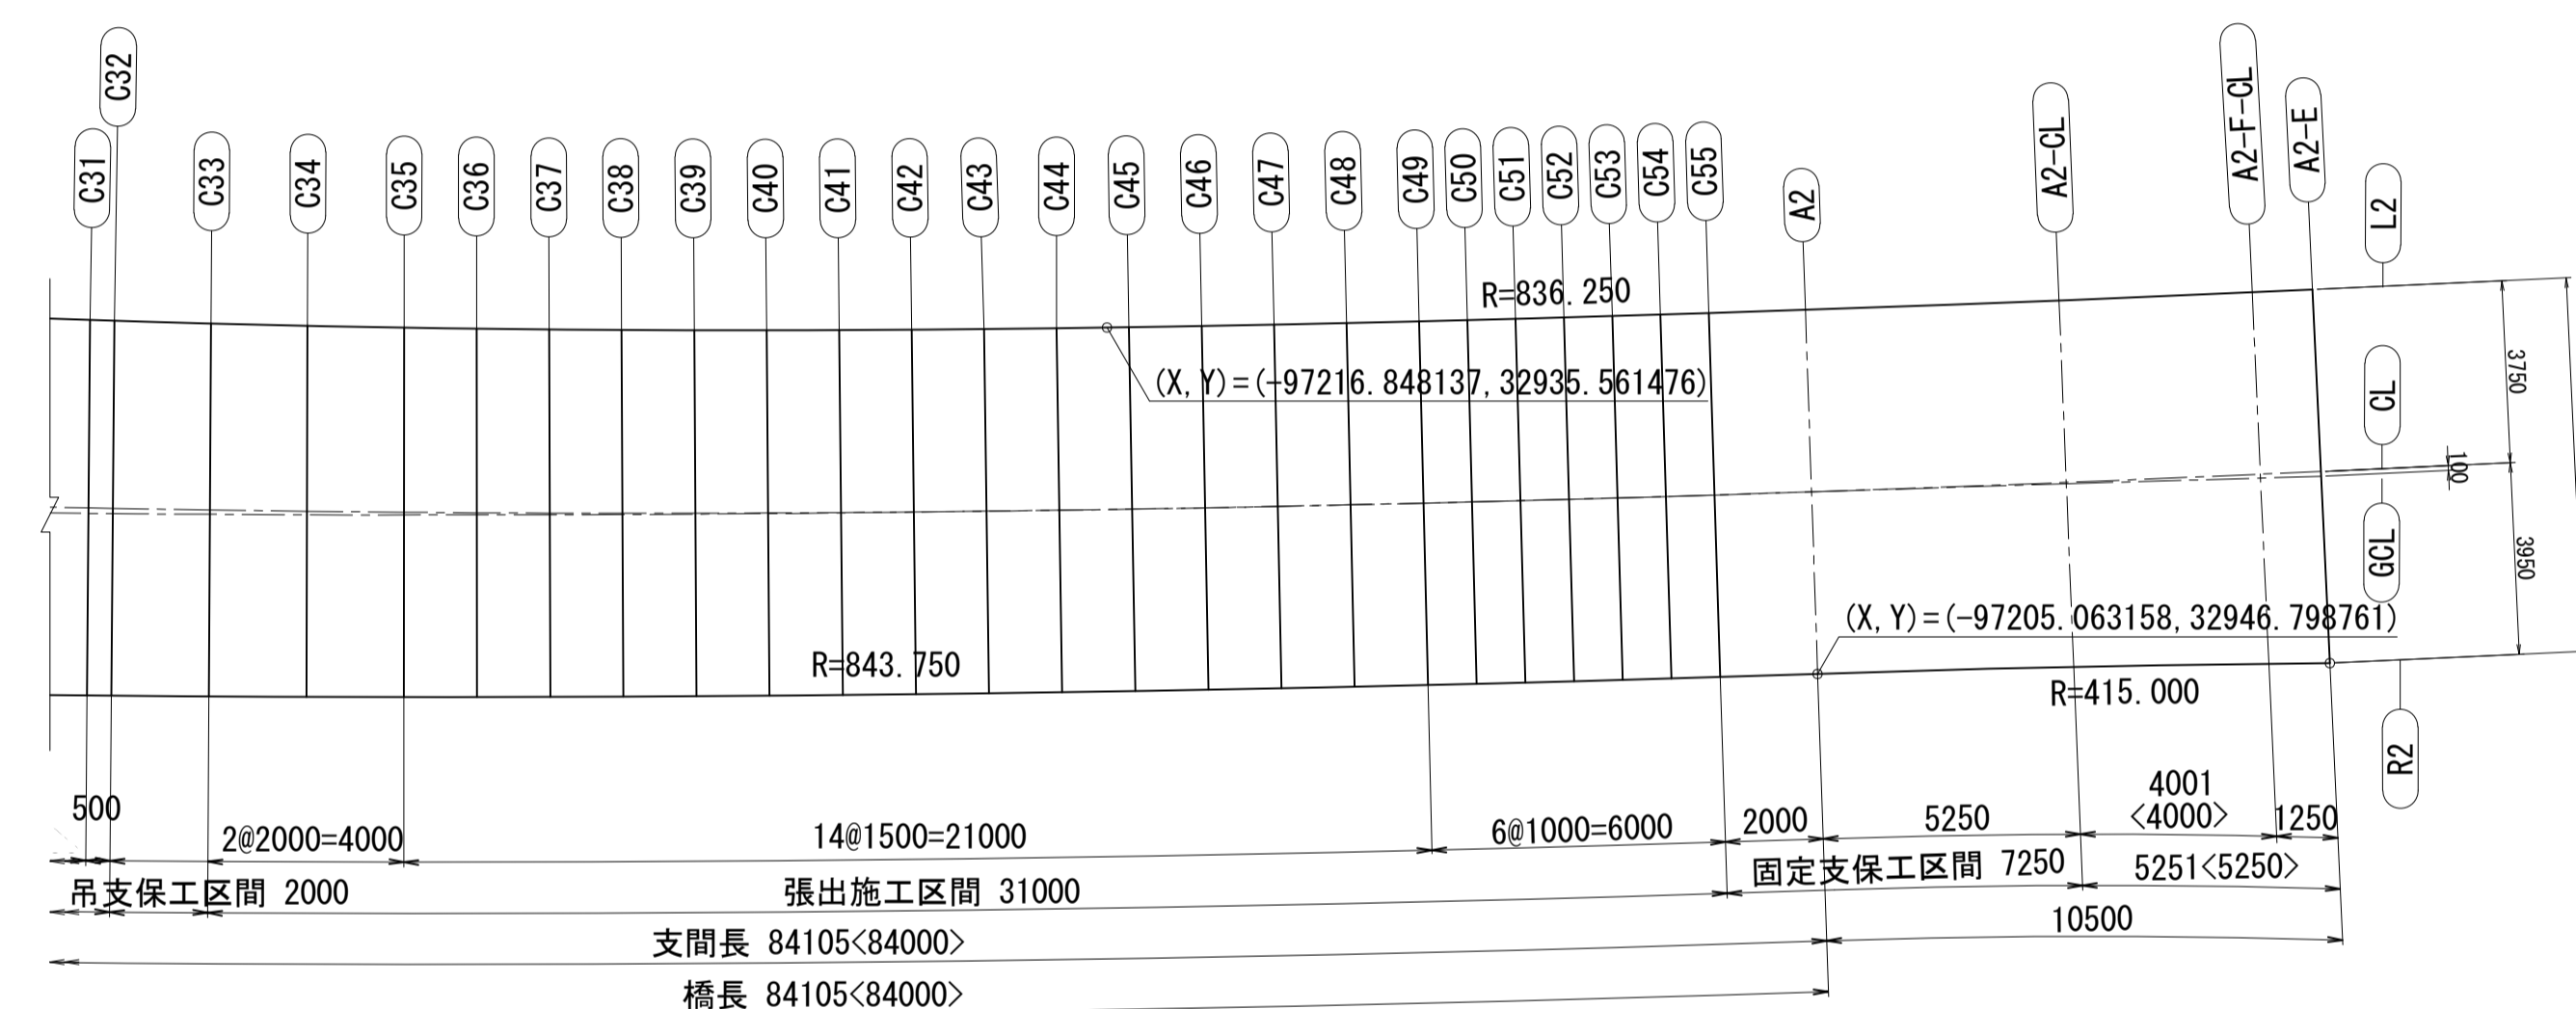 C31
C32
C33
C34
C35
C36
C37
C38
C39
C40
C41
C42
C43
C44
C45
C46
C47
C48
C49
C50
C51
C52
C53
C54
C55
A2
A2-CL
A2-F-CL
A2-E
L2
CL
GCL
R2
R=836.250
(X,Y)=(-97216.848137,32935.561476)
3750
100
3950
(X,Y)=(-97205.063158,32946.798761)
R=843.750
R=415.000
500
2@2000=4000
14@1500=21000
6@1000=6000
2000
5250
4001
<4000>
1250
吊支保工区間 2000
張出施工区間 31000
固定支保工区間 7250
5251<5250>
支間長 84105<84000>
10500
橋長 84105<84000>